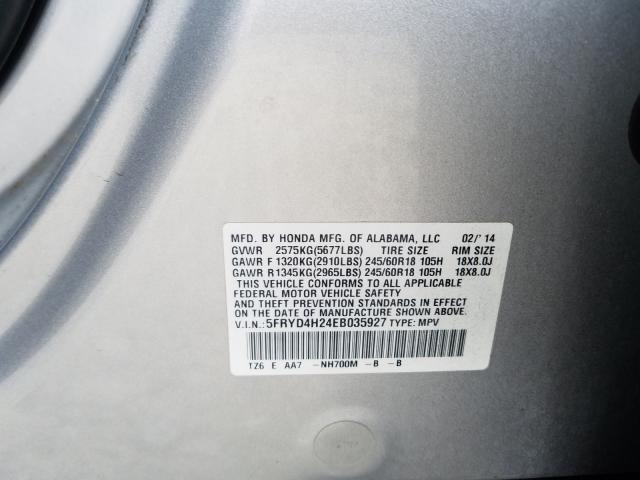 MFD. BY HONDA MFG. OF ALABAMA, LLC 02/'14
GVWR 2575KG(5677LBS) TIRE SIZE RIM SIZE
GAWR F 1320KG(2910LBS) 245/60R18 105H 18X8.0J
GAWR R 1345KG(2965LBS) 245/60R18 105H 18X8.0J
THIS VEHICLE CONFORMS TO ALL APPLICABLE
FEDERAL MOTOR VEHICLE SAFETY
AND THEFT PREVENTION STANDARDS IN EFFECT
ON THE DATE OF MANUFACTURE SHOWN ABOVE.
V.I.N.: 5FRYD4H24EB035927 TYPE: MPV
TZ6 E AA7 -NH700M -B -B